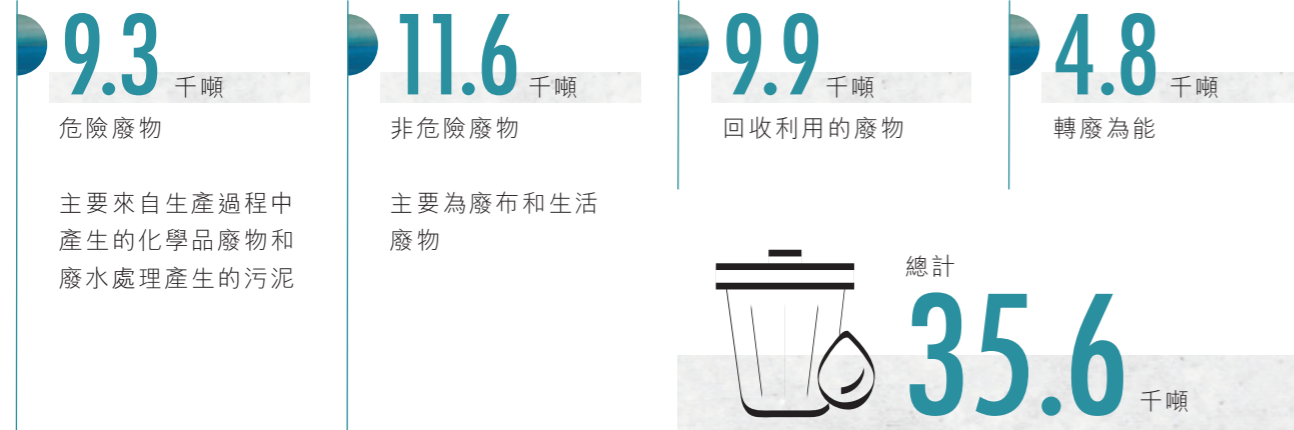 9.3 千噸
危險廢物
主要來自生產過程中
產生的化學品廢物和
廢水處理產生的污泥
11.6 千噸
非危險廢物
主要為廢布和生活
廢物
9.9 千噸
回收利用的廢物
4.8 千噸
轉廢為能
總計
35.6 千噸